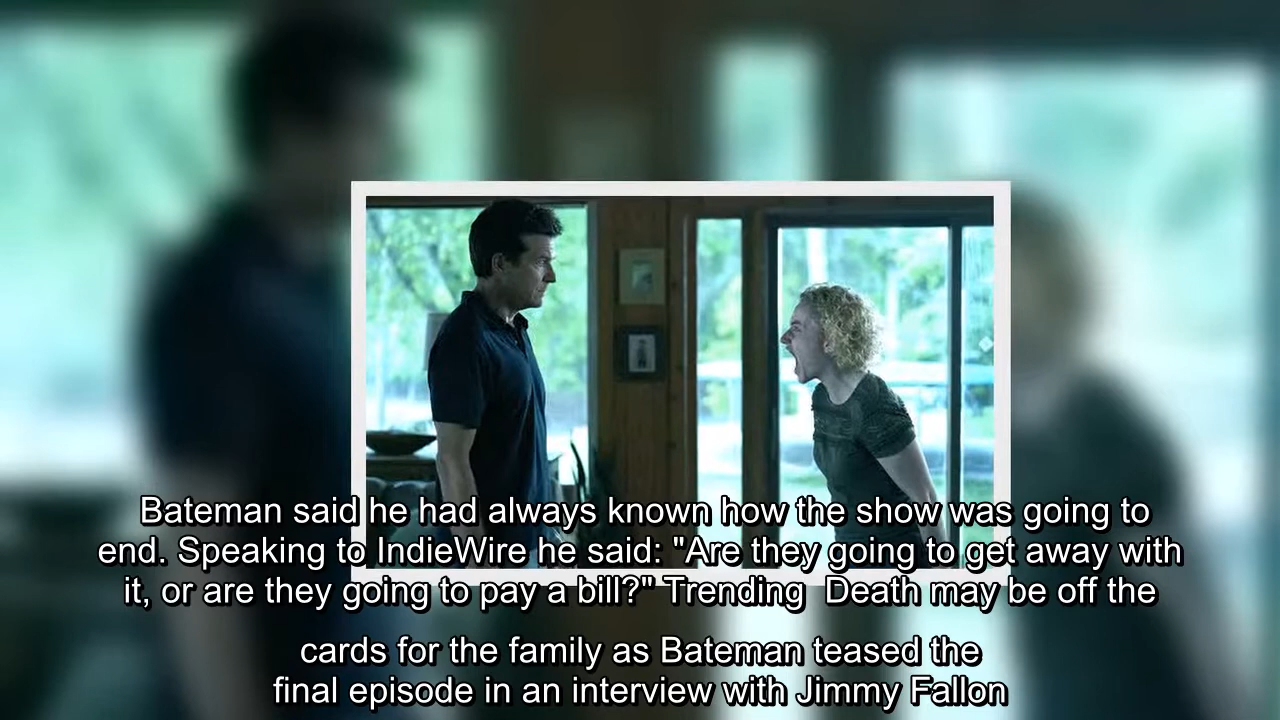 Bateman said he had always known how the show was going to
end. Speaking to IndieWire he said: "Are they going to get away with
it, or are they going to pay a bill?" Trending  Death may be off the
cards for the family as Bateman teased the
final episode in an interview with Jimmy Fallon